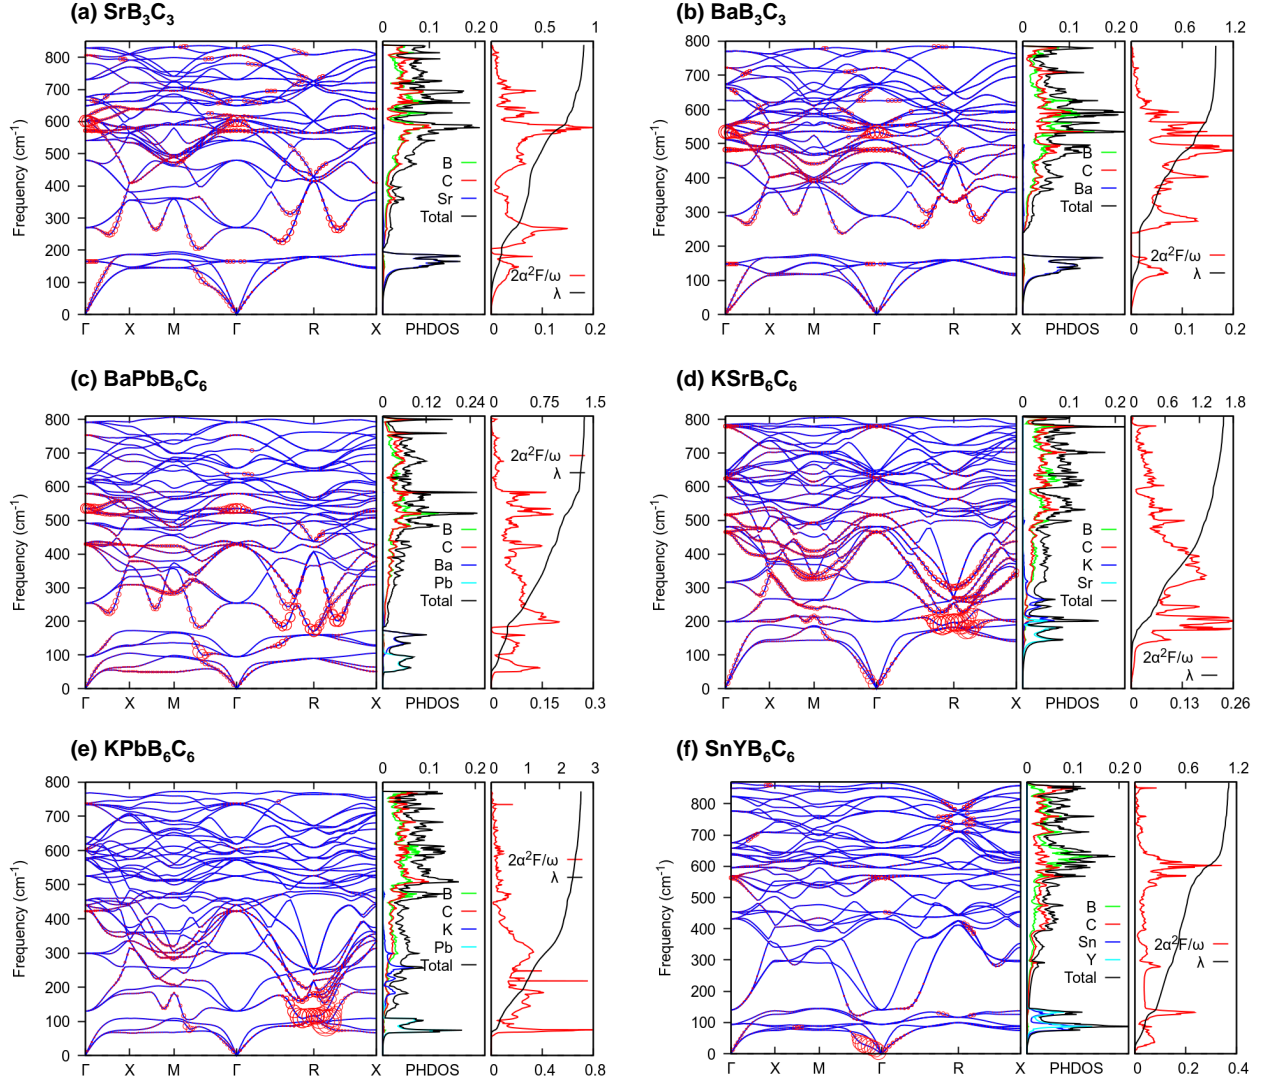 (a) SrB₃C₃
0 0.1 0.2 0 0.5 1
800
700
600
500
400
300
200
100
0
Frequency (cm⁻¹)
B
C
Sr
Total
2α²F/ω
λ
Γ X M Γ R X PHDOS 0 0.1 0.2
(b) BaB₃C₃
0 0.1 0.2 0 0.6 1.2
800
700
600
500
400
300
200
100
0
Frequency (cm⁻¹)
B
C
Ba
Total
2α²F/ω
λ
Γ X M Γ R X PHDOS 0 0.1 0.2
(c) BaPbB₆C₆
0 0.12 0.24 0 0.75 1.5
800
700
600
500
400
300
200
100
0
Frequency (cm⁻¹)
2α²F/ω
λ
B
C
Ba
Pb
Total
Γ X M Γ R X PHDOS 0 0.15 0.3
(d) KSrB₆C₆
0 0.1 0.2 0 0.6 1.2 1.8
800
700
600
500
400
300
200
100
0
Frequency (cm⁻¹)
B
C
K
Sr
Total
2α²F/ω
λ
Γ X M Γ R X PHDOS 0 0.13 0.26
(e) KPbB₆C₆
0 0.1 0.2 0 1 2 3
800
700
600
500
400
300
200
100
0
Frequency (cm⁻¹)
2α²F/ω
λ
B
C
K
Pb
Total
Γ X M Γ R X PHDOS 0 0.4 0.8
(f) SnYB₆C₆
0 0.1 0.2 0 0.6 1.2
800
700
600
500
400
300
200
100
0
Frequency (cm⁻¹)
B
C
Sn
Y
Total
2α²F/ω
λ
Γ X M Γ R X PHDOS 0 0.2 0.4